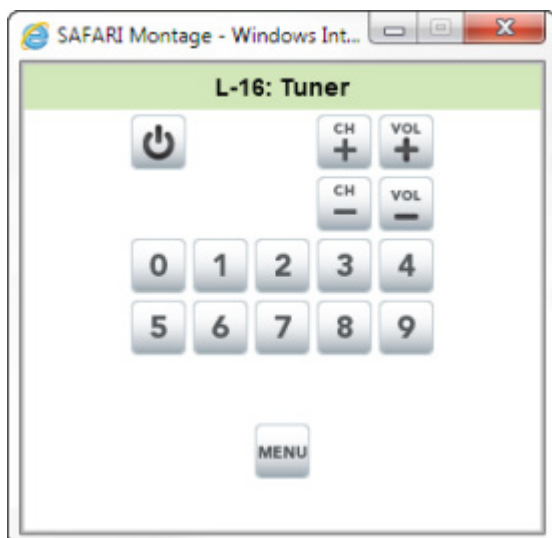 SAFARI Montage - Windows Int...
L-16: Tuner
CH + VOL +
CH - VOL -
0 1 2 3 4
5 6 7 8 9
MENU